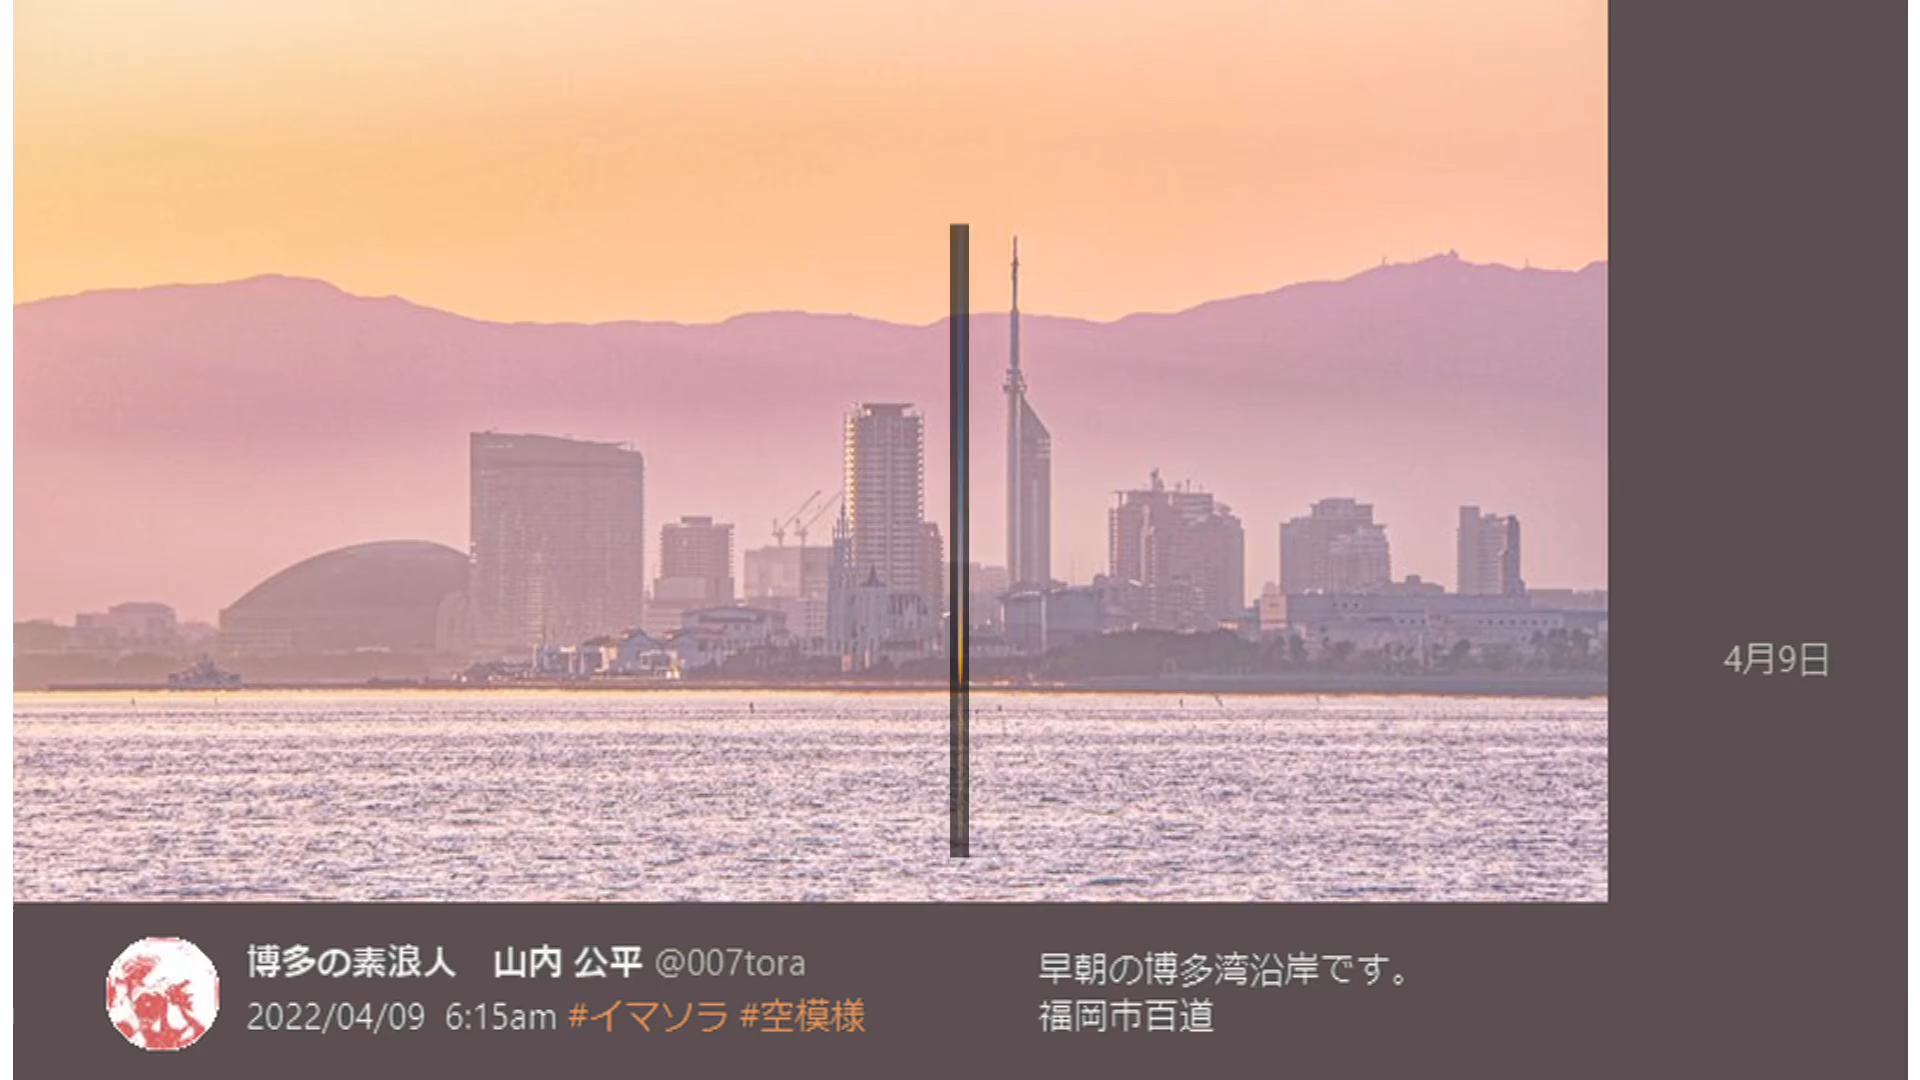 博多の素浪人　山内 公平 @007tora
2022/04/09 6:15am #イマソラ #空模様
早朝の博多湾沿岸です。
福岡市百道
4月9日